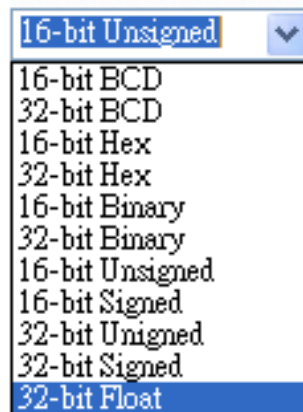 16-bit Unsigned
16-bit BCD
32-bit BCD
16-bit Hex
32-bit Hex
16-bit Binary
32-bit Binary
16-bit Unsigned
16-bit Signed
32-bit Unigned
32-bit Signed
32-bit Float